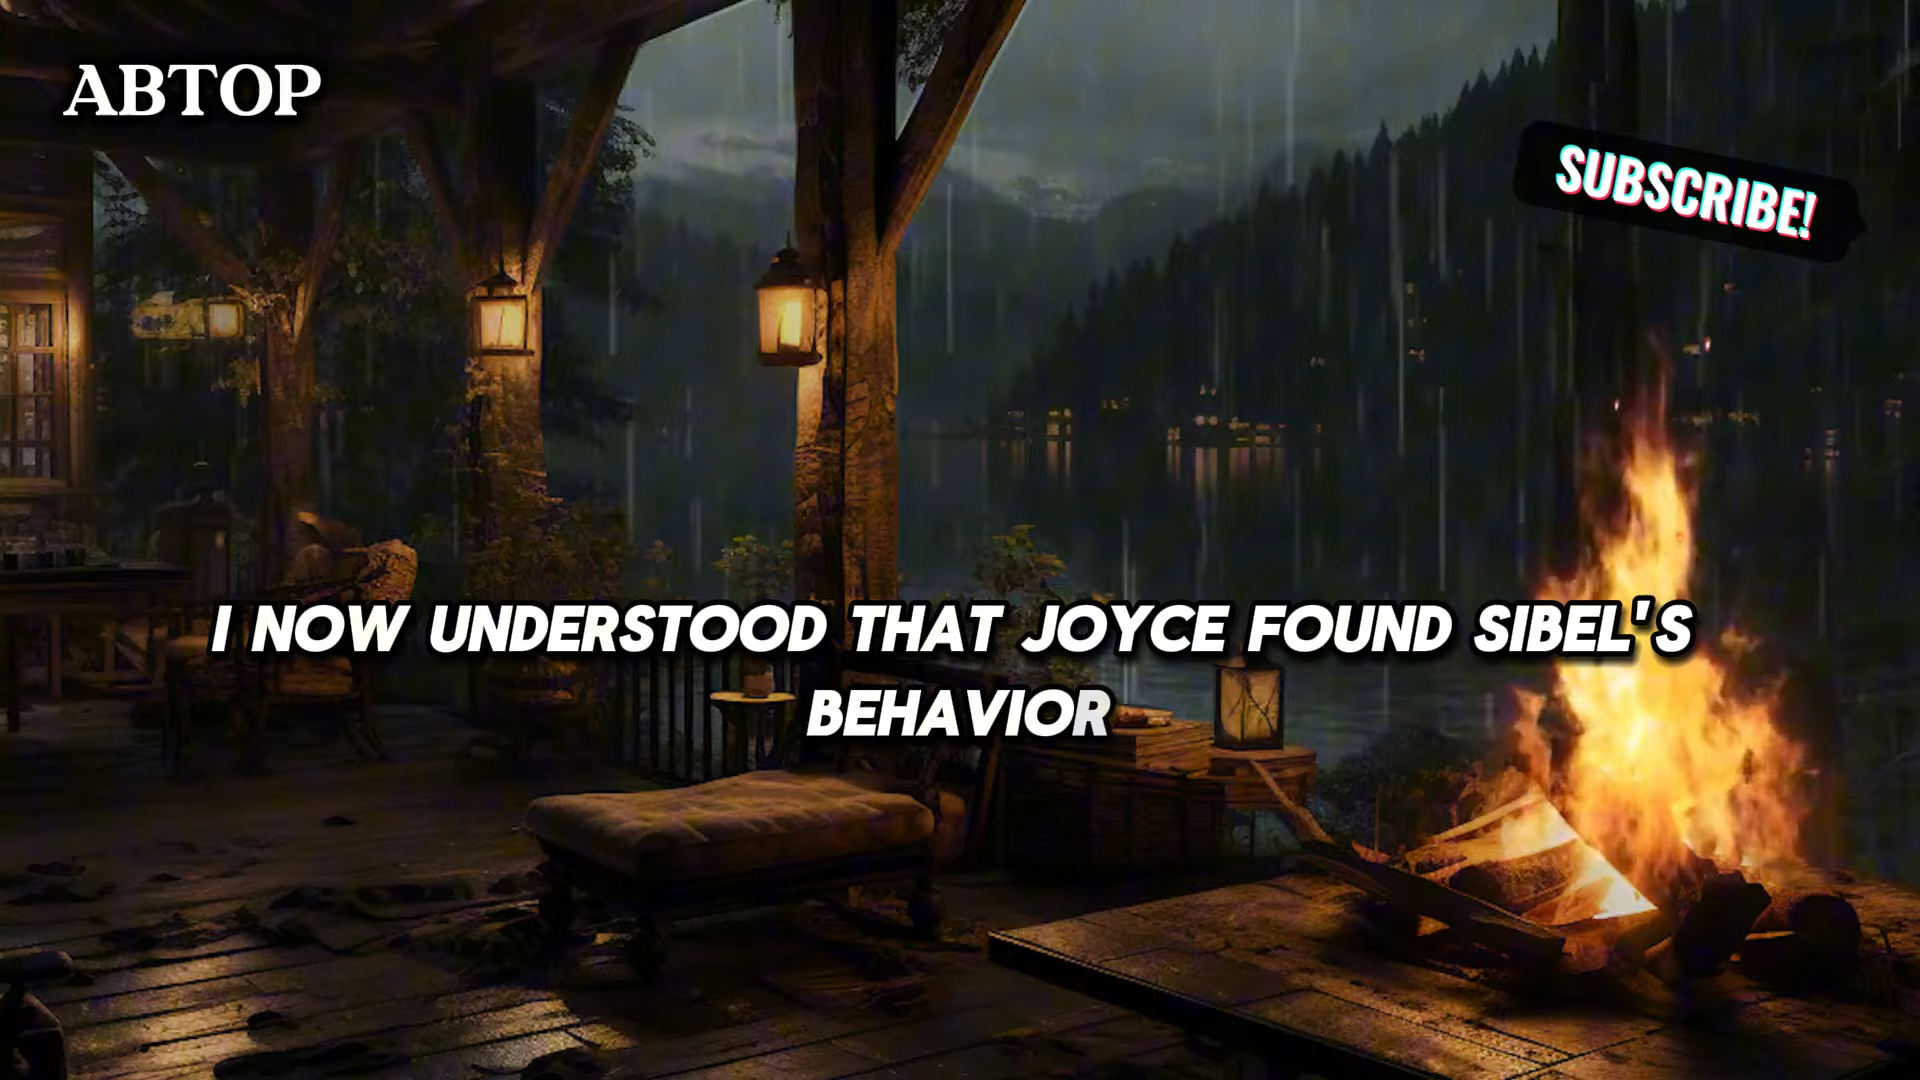 ABTOP
SUBSCRIBE!
I NOW UNDERSTOOD THAT JOYCE FOUND SIBEL'S
BEHAVIOR